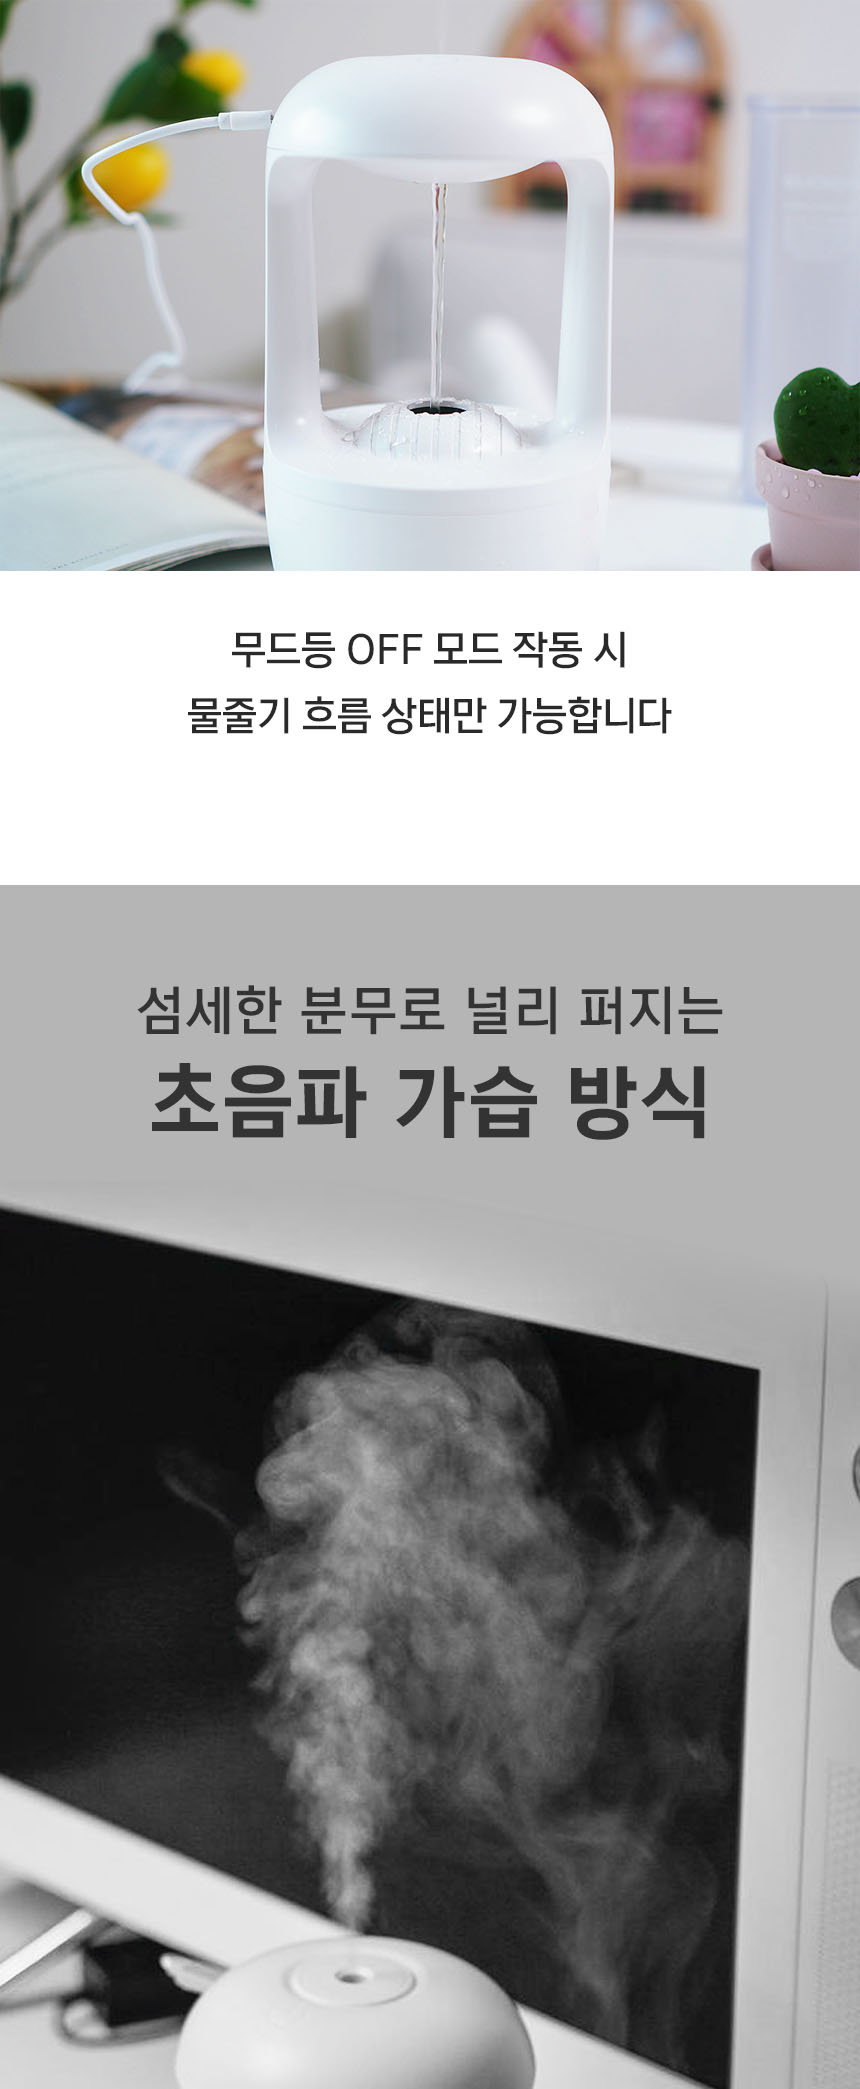 무드등 OFF 모드 작동 시
물줄기 흐름 상태만 가능합니다
섬세한 분무로 널리 퍼지는
초음파 가습 방식